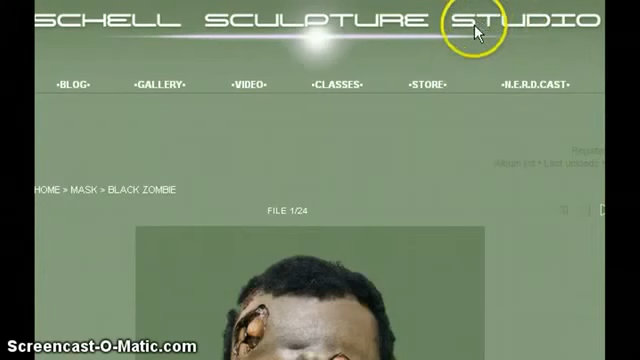 SCHELL SCULPTURE STUDIO
•BLOG• •GALLERY• •VIDEO• •CLASSES• •STORE• •N.E.R.D.CAST•
HOME > MASK > BLACK ZOMBIE
FILE 1/24
Screencast-O-Matic.com